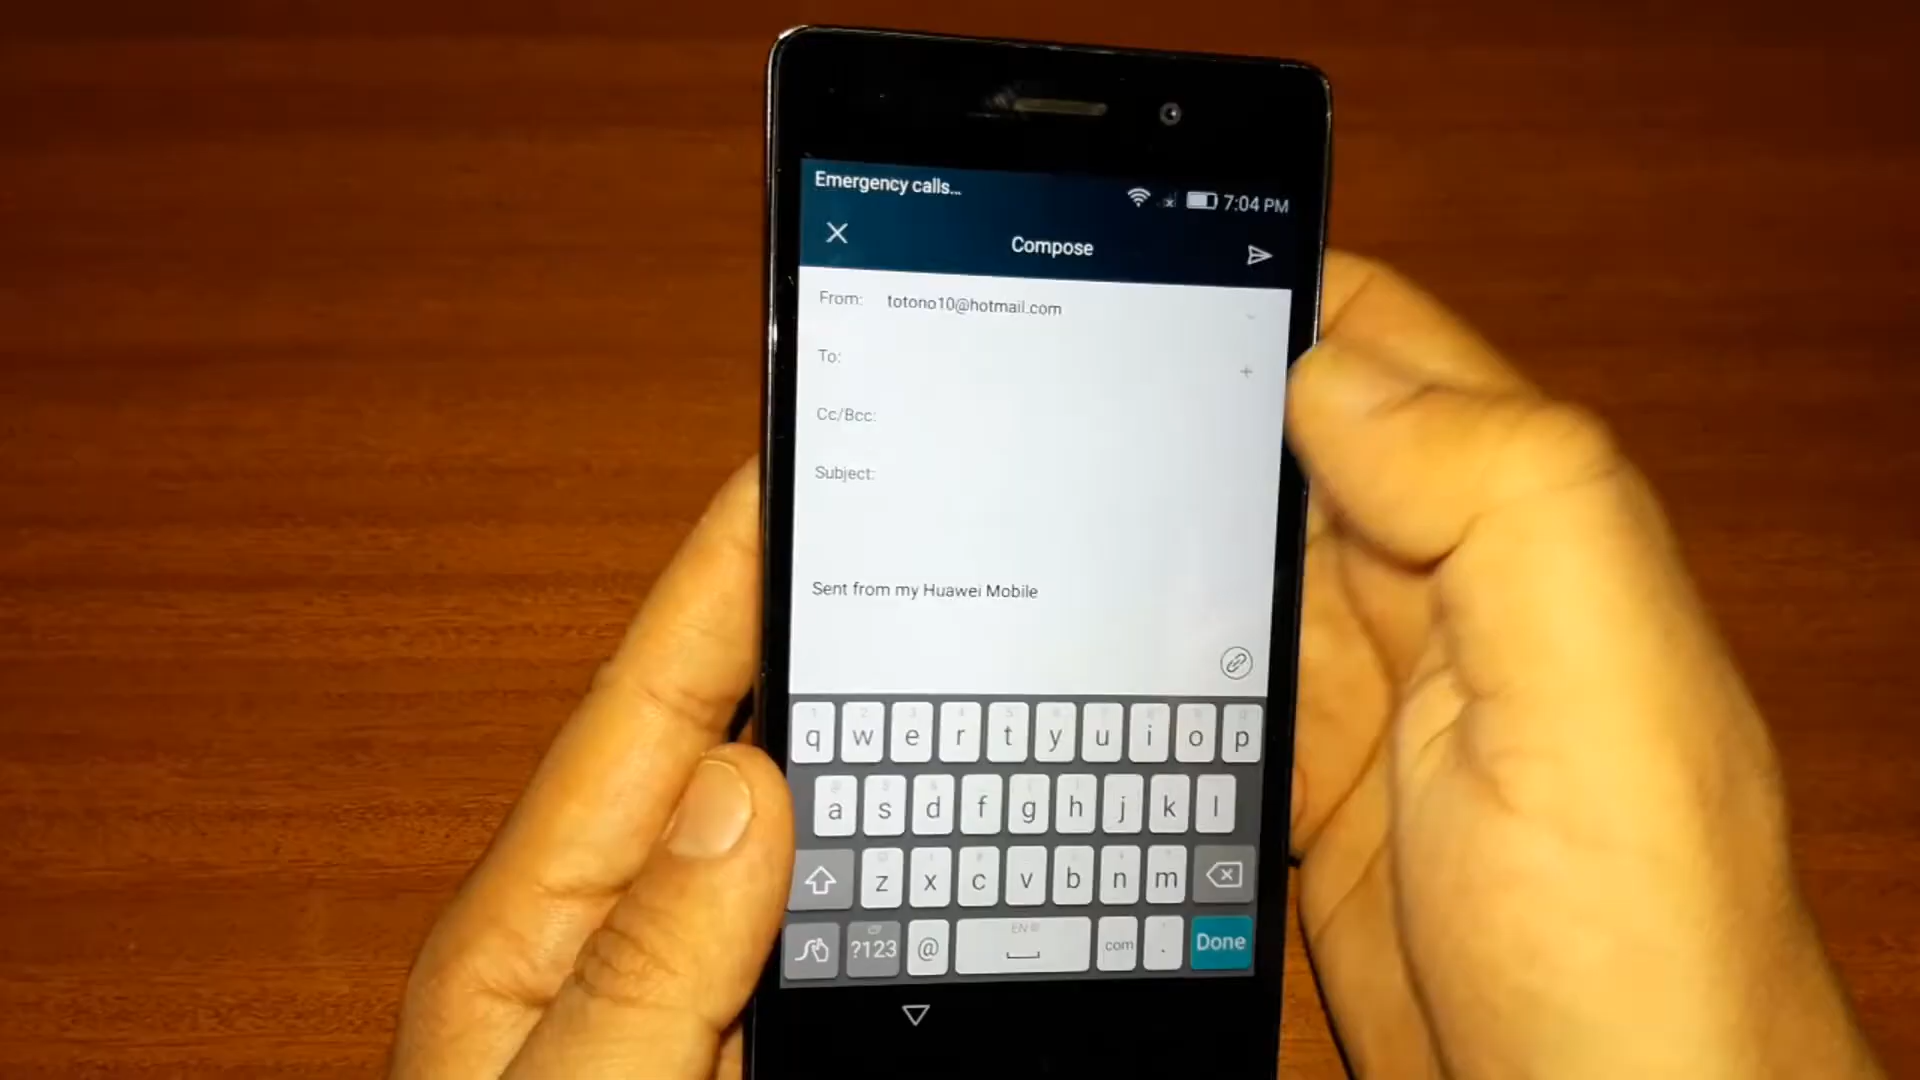 Emergency calls...
7:04 PM
Compose
From: totono10@hotmail.com
To:
Cc/Bcc:
Subject:
Sent from my Huawei Mobile
q w e r t y u i o p
a s d f g h j k l
z x c v b n m
?123 @ EN com . Done